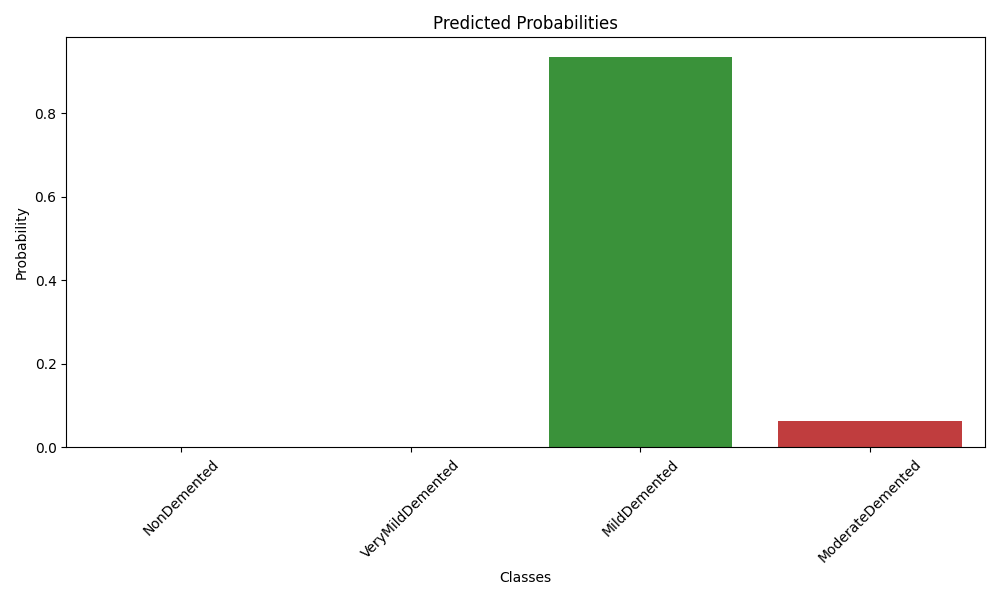 Predicted Probabilities
Probability
0.8
0.6
0.4
0.2
0.0
NonDemented
VeryMildDemented
MildDemented
ModerateDemented
Classes